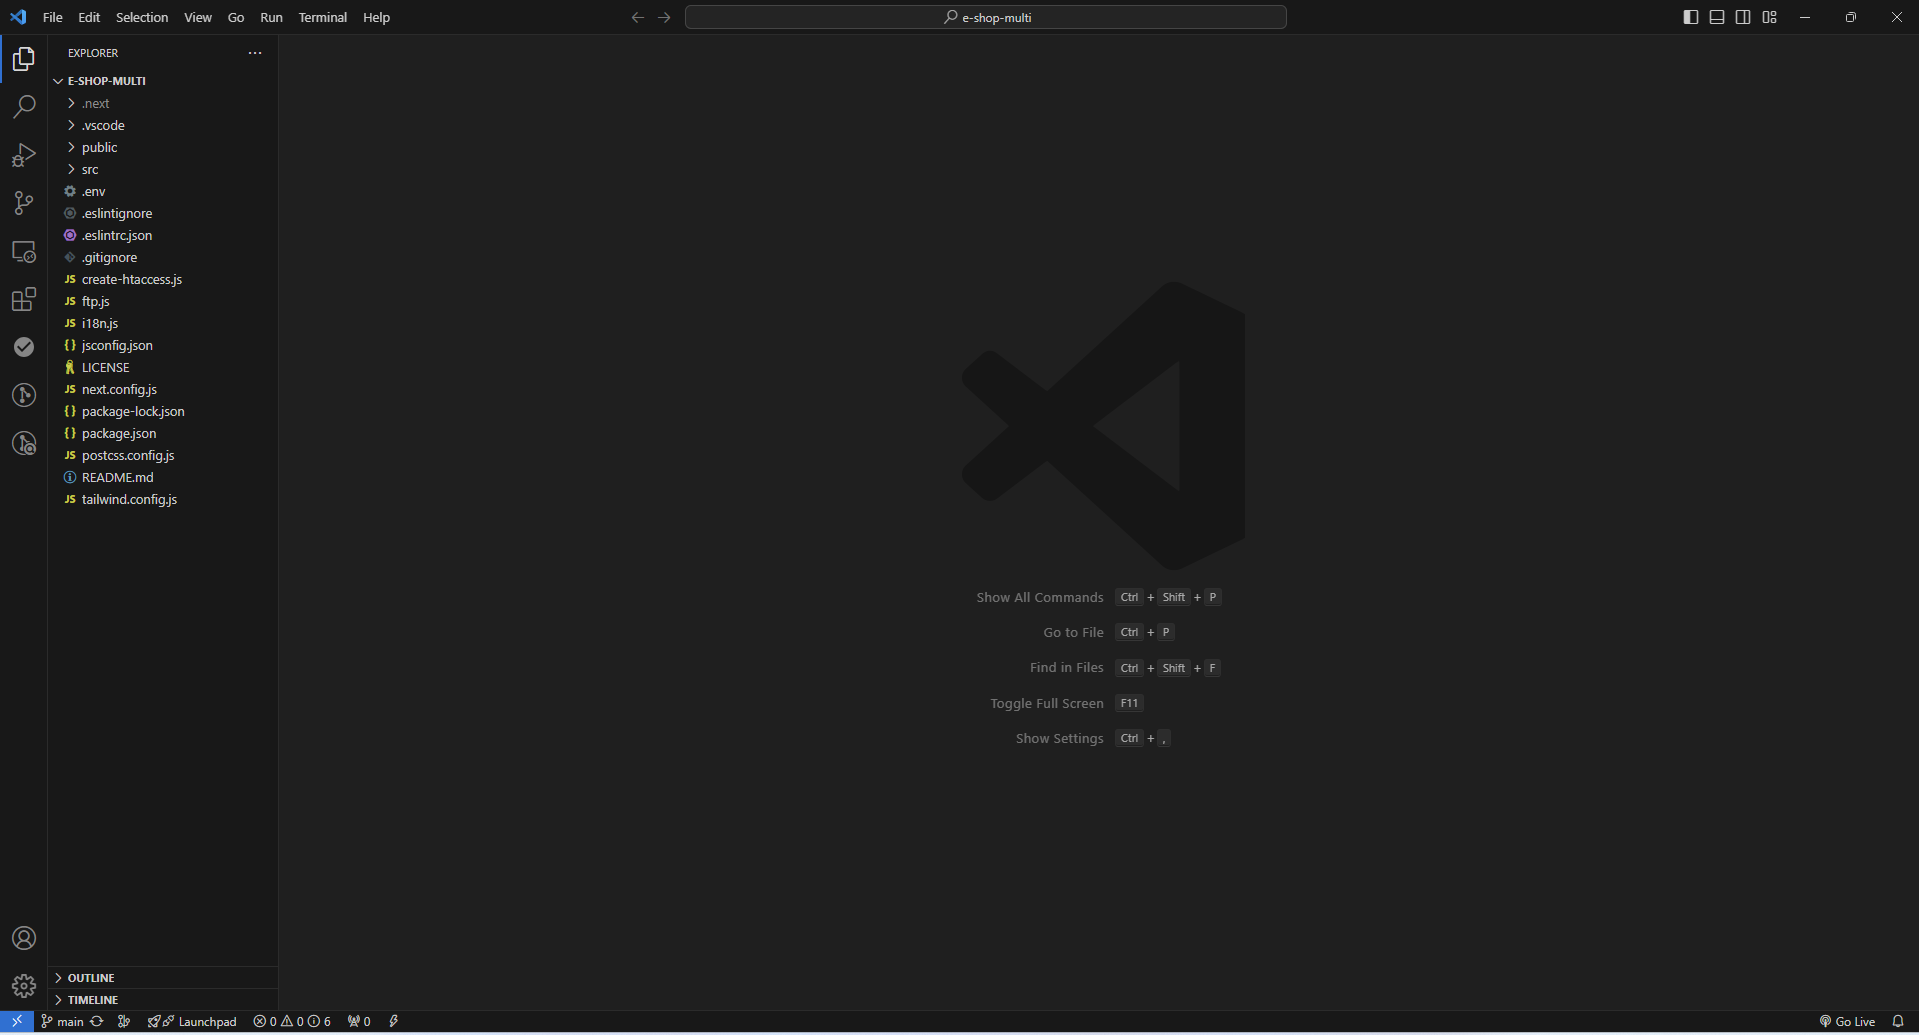 File Edit Selection View Go Run Terminal Help
e-shop-multi
EXPLORER
E-SHOP-MULTI
.next
.vscode
public
src
.env
.eslintignore
.eslintrc.json
.gitignore
JS create-htaccess.js
JS ftp.js
JS i18n.js
{} jsconfig.json
LICENSE
JS next.config.js
{} package-lock.json
{} package.json
JS postcss.config.js
README.md
JS tailwind.config.js
Show All Commands Ctrl + Shift + P
Go to File Ctrl + P
Find in Files Ctrl + Shift + F
Toggle Full Screen F11
Show Settings Ctrl + ,
OUTLINE
TIMELINE
main Launchpad 0 0 6 0 Go Live